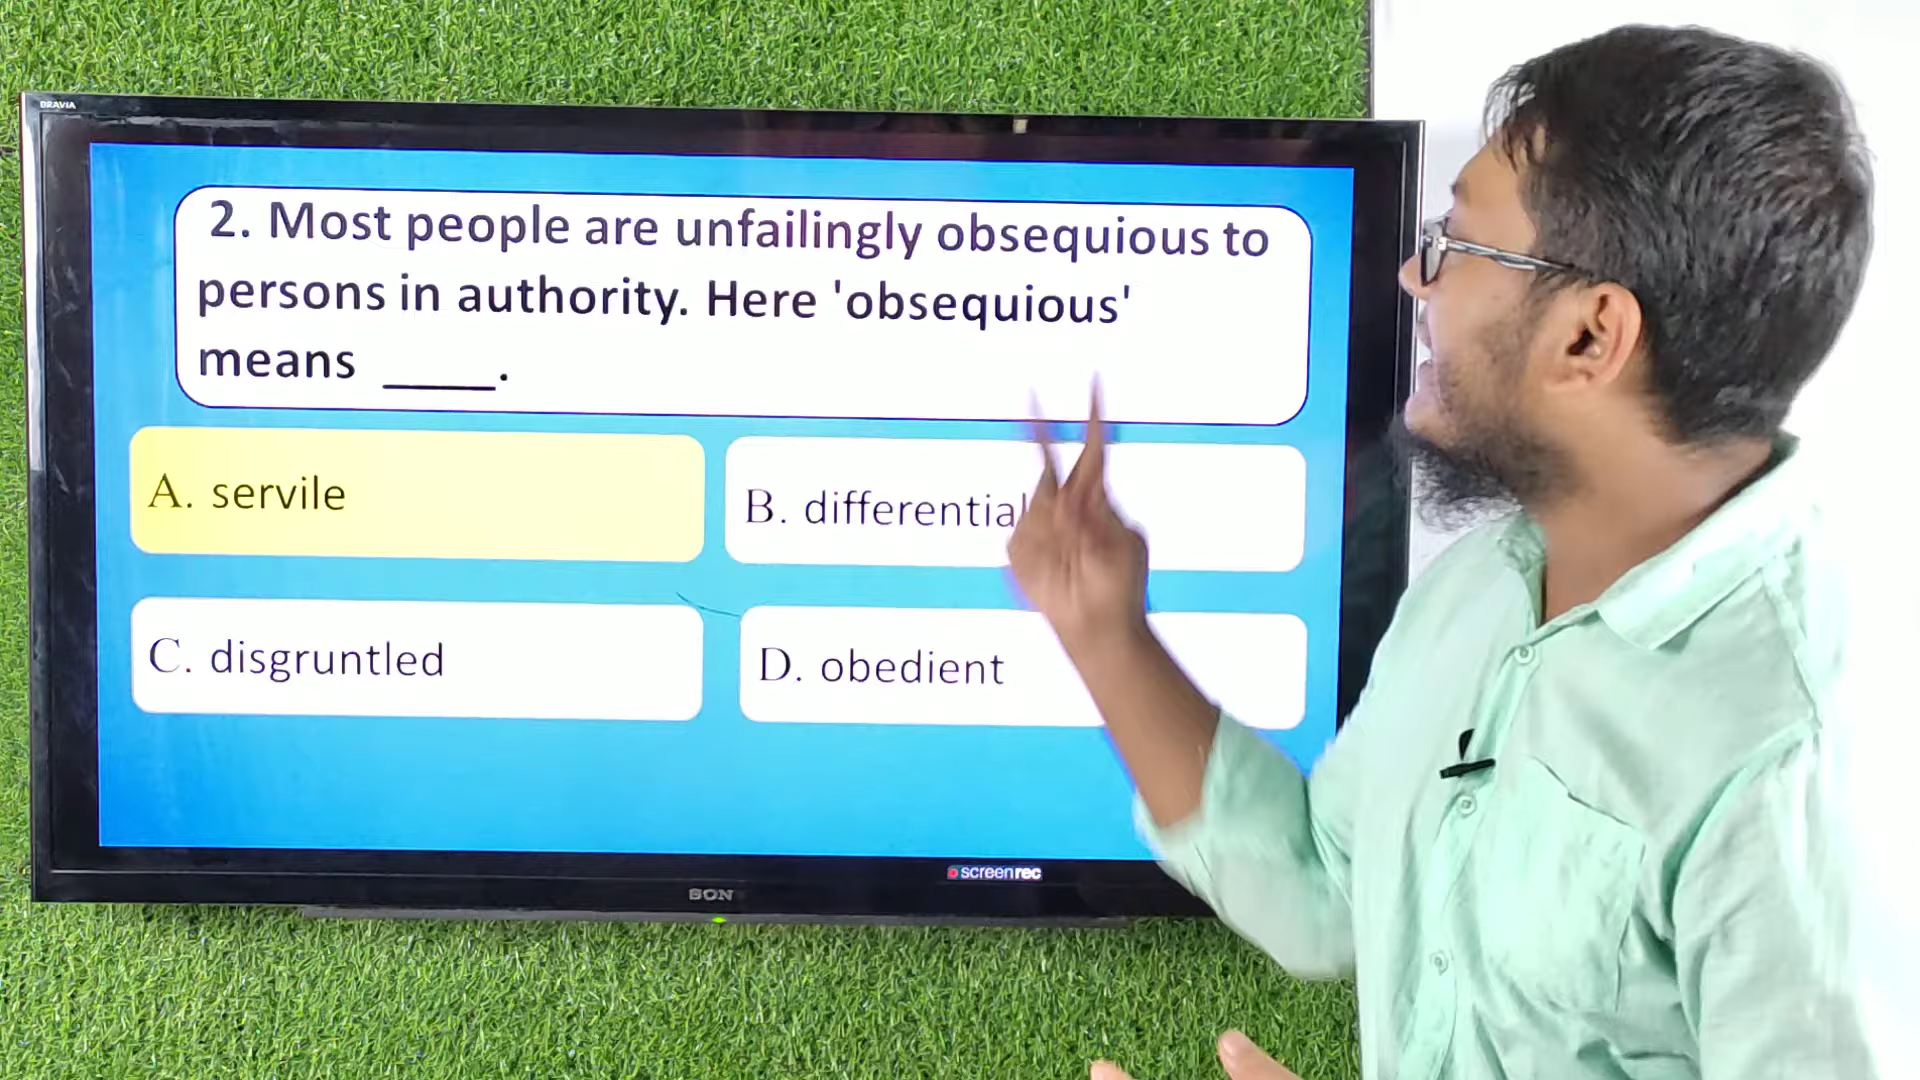 BRAVIA
2. Most people are unfailingly obsequious to
persons in authority. Here 'obsequious'
means ____.
A. servile
B. differential
C. disgruntled
D. obedient
screenrec
SON